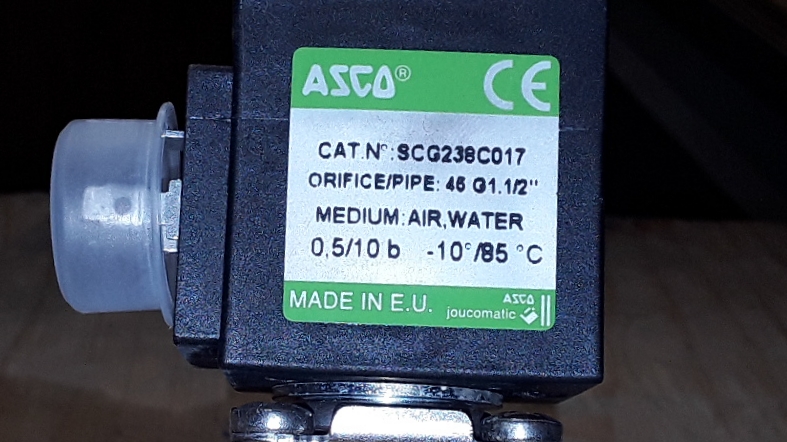 ASCO®
CE
CAT.N°:SCG238C017
ORIFICE/PIPE: 45 G1.1/2"
MEDIUM:AIR,WATER
0,5/10 b -10°/85 °C
MADE IN E.U.
ASCO
joucomatic